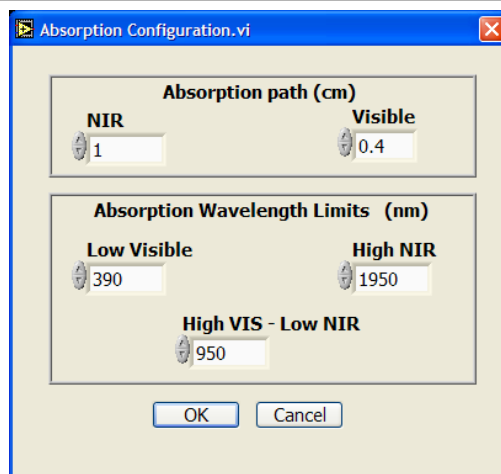 Absorption Configuration.vi
Absorption path (cm)
NIR
Visible
1
0.4
Absorption Wavelength Limits (nm)
Low Visible
High NIR
390
1950
High VIS - Low NIR
950
OK
Cancel